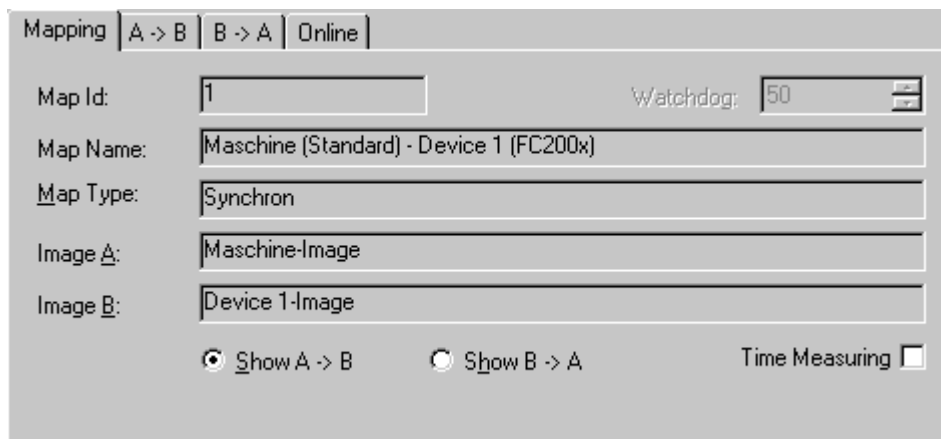 Mapping A -> B B -> A Online
Map Id: 1 Watchdog: 50
Map Name: Maschine (Standard) - Device 1 (FC200x)
Map Type: Synchron
Image A: Maschine-Image
Image B: Device 1-Image
Show A -> B Show B -> A Time Measuring